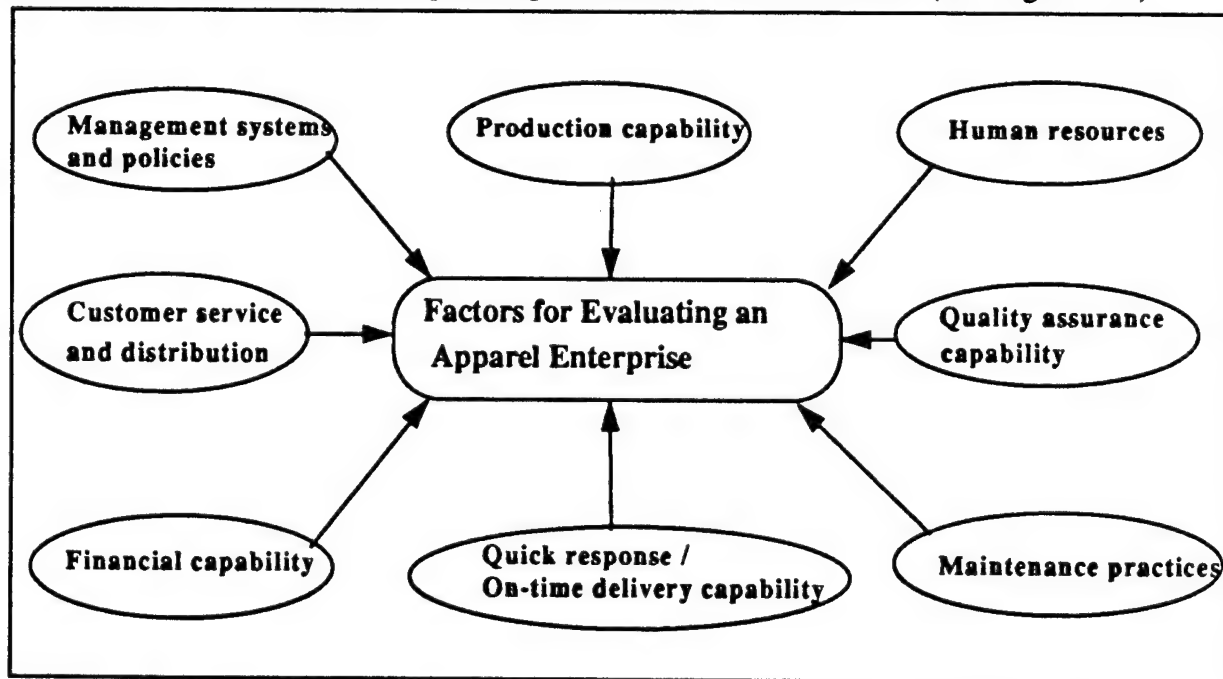 Management systems
and policies
Production capability
Human resources
Customer service
and distribution
Factors for Evaluating an
Apparel Enterprise
Quality assurance
capability
Financial capability
Quick response /
On-time delivery capability
Maintenance practices